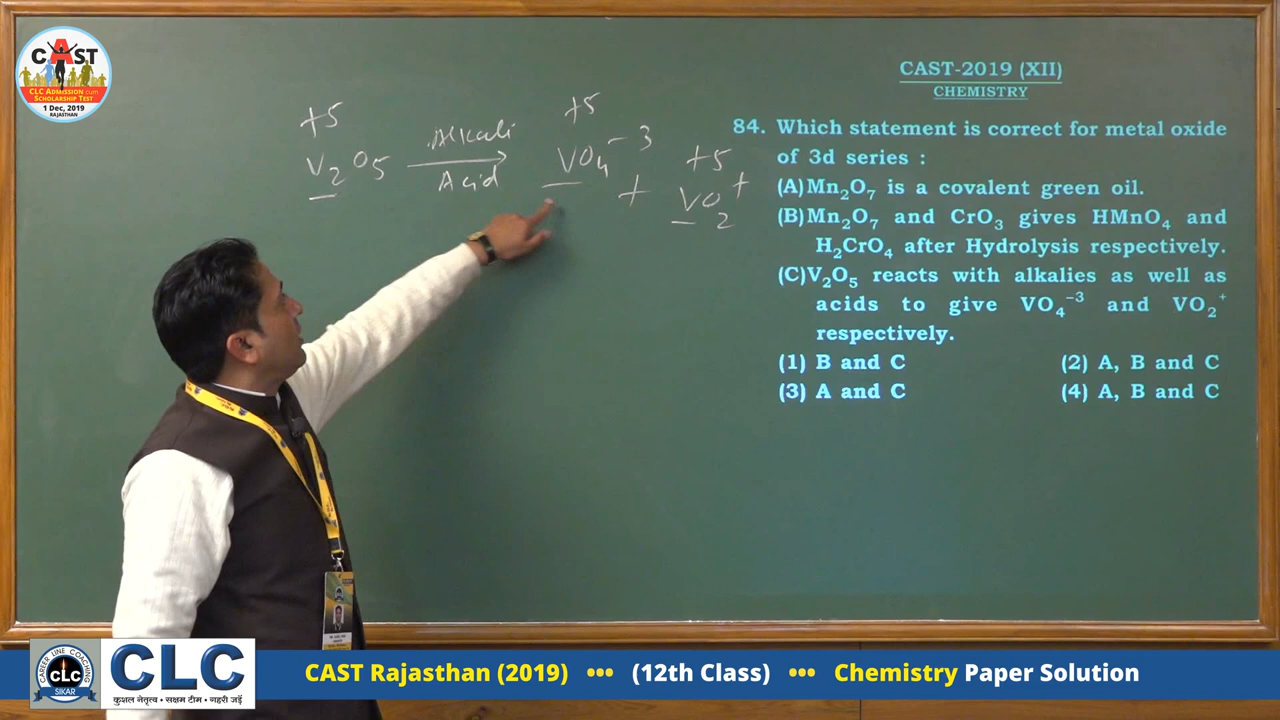 CAST
CLC ADMISSION cum
SCHOLARSHIP TEST
1 Dec, 2019
RAJASTHAN
CAST-2019 (XII)
CHEMISTRY
+5
V₂O₅
Alkali
Acid
+5
VO₄⁻³
+
+5
VO₂⁺
84. Which statement is correct for metal oxide
of 3d series :
(A)Mn₂O₇ is a covalent green oil.
(B)Mn₂O₇ and CrO₃ gives HMnO₄ and
H₂CrO₄ after Hydrolysis respectively.
(C)V₂O₅ reacts with alkalies as well as
acids to give VO₄⁻³ and VO₂⁺
respectively.
(1) B and C (2) A, B and C
(3) A and C (4) A, B and C
CAREER LINE COACHING
CLC
SIKAR
CLC
कुशल नेतृत्व • सक्षम टीम • गहरी जड़ें
CAST Rajasthan (2019) ••• (12th Class) ••• Chemistry Paper Solution